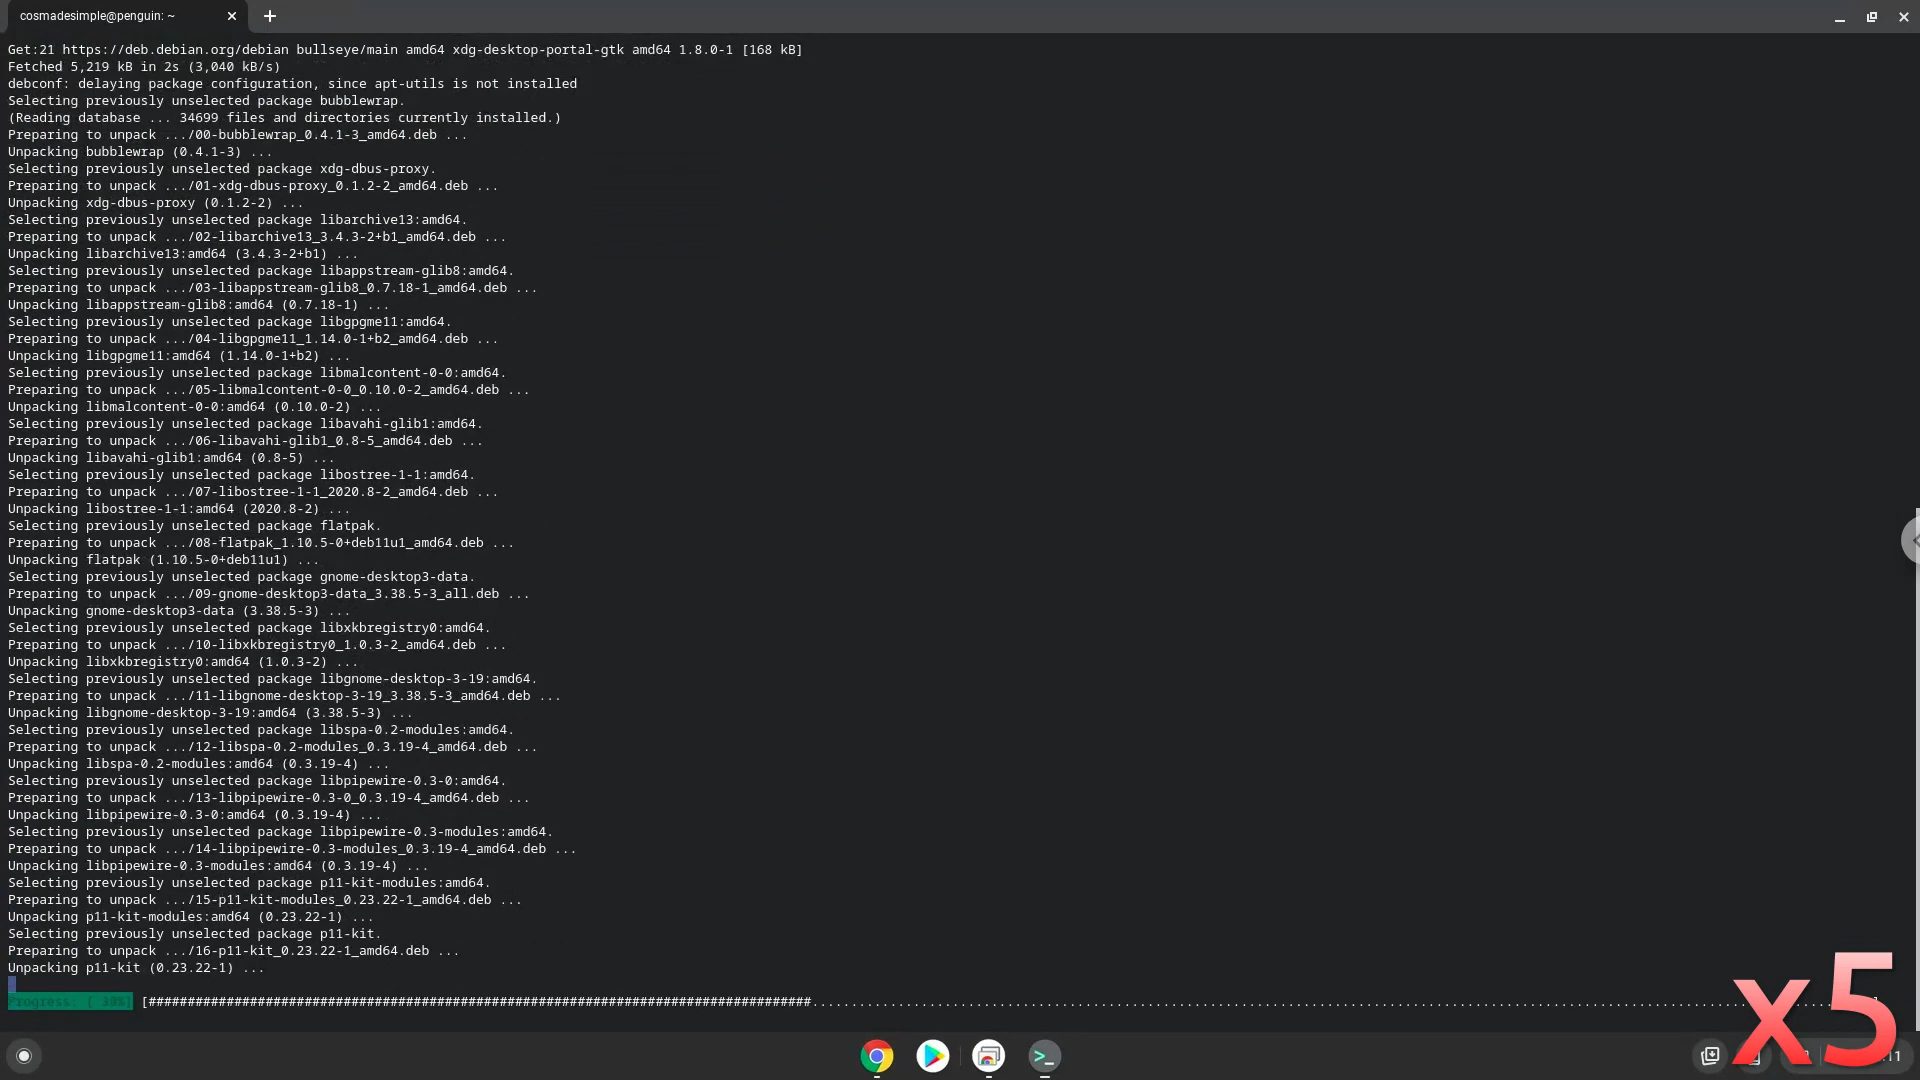 cosmadesimple@penguin: ~
Get:21 https://deb.debian.org/debian bullseye/main amd64 xdg-desktop-portal-gtk amd64 1.8.0-1 [168 kB]
Fetched 5,219 kB in 2s (3,040 kB/s)
debconf: delaying package configuration, since apt-utils is not installed
Selecting previously unselected package bubblewrap.
(Reading database ... 34699 files and directories currently installed.)
Preparing to unpack .../00-bubblewrap_0.4.1-3_amd64.deb ...
Unpacking bubblewrap (0.4.1-3) ...
Selecting previously unselected package xdg-dbus-proxy.
Preparing to unpack .../01-xdg-dbus-proxy_0.1.2-2_amd64.deb ...
Unpacking xdg-dbus-proxy (0.1.2-2) ...
Selecting previously unselected package libarchive13:amd64.
Preparing to unpack .../02-libarchive13_3.4.3-2+b1_amd64.deb ...
Unpacking libarchive13:amd64 (3.4.3-2+b1) ...
Selecting previously unselected package libappstream-glib8:amd64.
Preparing to unpack .../03-libappstream-glib8_0.7.18-1_amd64.deb ...
Unpacking libappstream-glib8:amd64 (0.7.18-1) ...
Selecting previously unselected package libgpgme11:amd64.
Preparing to unpack .../04-libgpgme11_1.14.0-1+b2_amd64.deb ...
Unpacking libgpgme11:amd64 (1.14.0-1+b2) ...
Selecting previously unselected package libmalcontent-0-0:amd64.
Preparing to unpack .../05-libmalcontent-0-0_0.10.0-2_amd64.deb ...
Unpacking libmalcontent-0-0:amd64 (0.10.0-2) ...
Selecting previously unselected package libavahi-glib1:amd64.
Preparing to unpack .../06-libavahi-glib1_0.8-5_amd64.deb ...
Unpacking libavahi-glib1:amd64 (0.8-5) ...
Selecting previously unselected package libostree-1-1:amd64.
Preparing to unpack .../07-libostree-1-1_2020.8-2_amd64.deb ...
Unpacking libostree-1-1:amd64 (2020.8-2) ...
Selecting previously unselected package flatpak.
Preparing to unpack .../08-flatpak_1.10.5-0+deb11u1_amd64.deb ...
Unpacking flatpak (1.10.5-0+deb11u1) ...
Selecting previously unselected package gnome-desktop3-data.
Preparing to unpack .../09-gnome-desktop3-data_3.38.5-3_all.deb ...
Unpacking gnome-desktop3-data (3.38.5-3) ...
Selecting previously unselected package libxkbregistry0:amd64.
Preparing to unpack .../10-libxkbregistry0_1.0.3-2_amd64.deb ...
Unpacking libxkbregistry0:amd64 (1.0.3-2) ...
Selecting previously unselected package libgnome-desktop-3-19:amd64.
Preparing to unpack .../11-libgnome-desktop-3-19_3.38.5-3_amd64.deb ...
Unpacking libgnome-desktop-3-19:amd64 (3.38.5-3) ...
Selecting previously unselected package libspa-0.2-modules:amd64.
Preparing to unpack .../12-libspa-0.2-modules_0.3.19-4_amd64.deb ...
Unpacking libspa-0.2-modules:amd64 (0.3.19-4) ...
Selecting previously unselected package libpipewire-0.3-0:amd64.
Preparing to unpack .../13-libpipewire-0.3-0_0.3.19-4_amd64.deb ...
Unpacking libpipewire-0.3-0:amd64 (0.3.19-4) ...
Selecting previously unselected package libpipewire-0.3-modules:amd64.
Preparing to unpack .../14-libpipewire-0.3-modules_0.3.19-4_amd64.deb ...
Unpacking libpipewire-0.3-modules:amd64 (0.3.19-4) ...
Selecting previously unselected package p11-kit-modules:amd64.
Preparing to unpack .../15-p11-kit-modules_0.23.22-1_amd64.deb ...
Unpacking p11-kit-modules:amd64 (0.23.22-1) ...
Selecting previously unselected package p11-kit.
Preparing to unpack .../16-p11-kit_0.23.22-1_amd64.deb ...
Unpacking p11-kit (0.23.22-1) ...
Progress:
x5